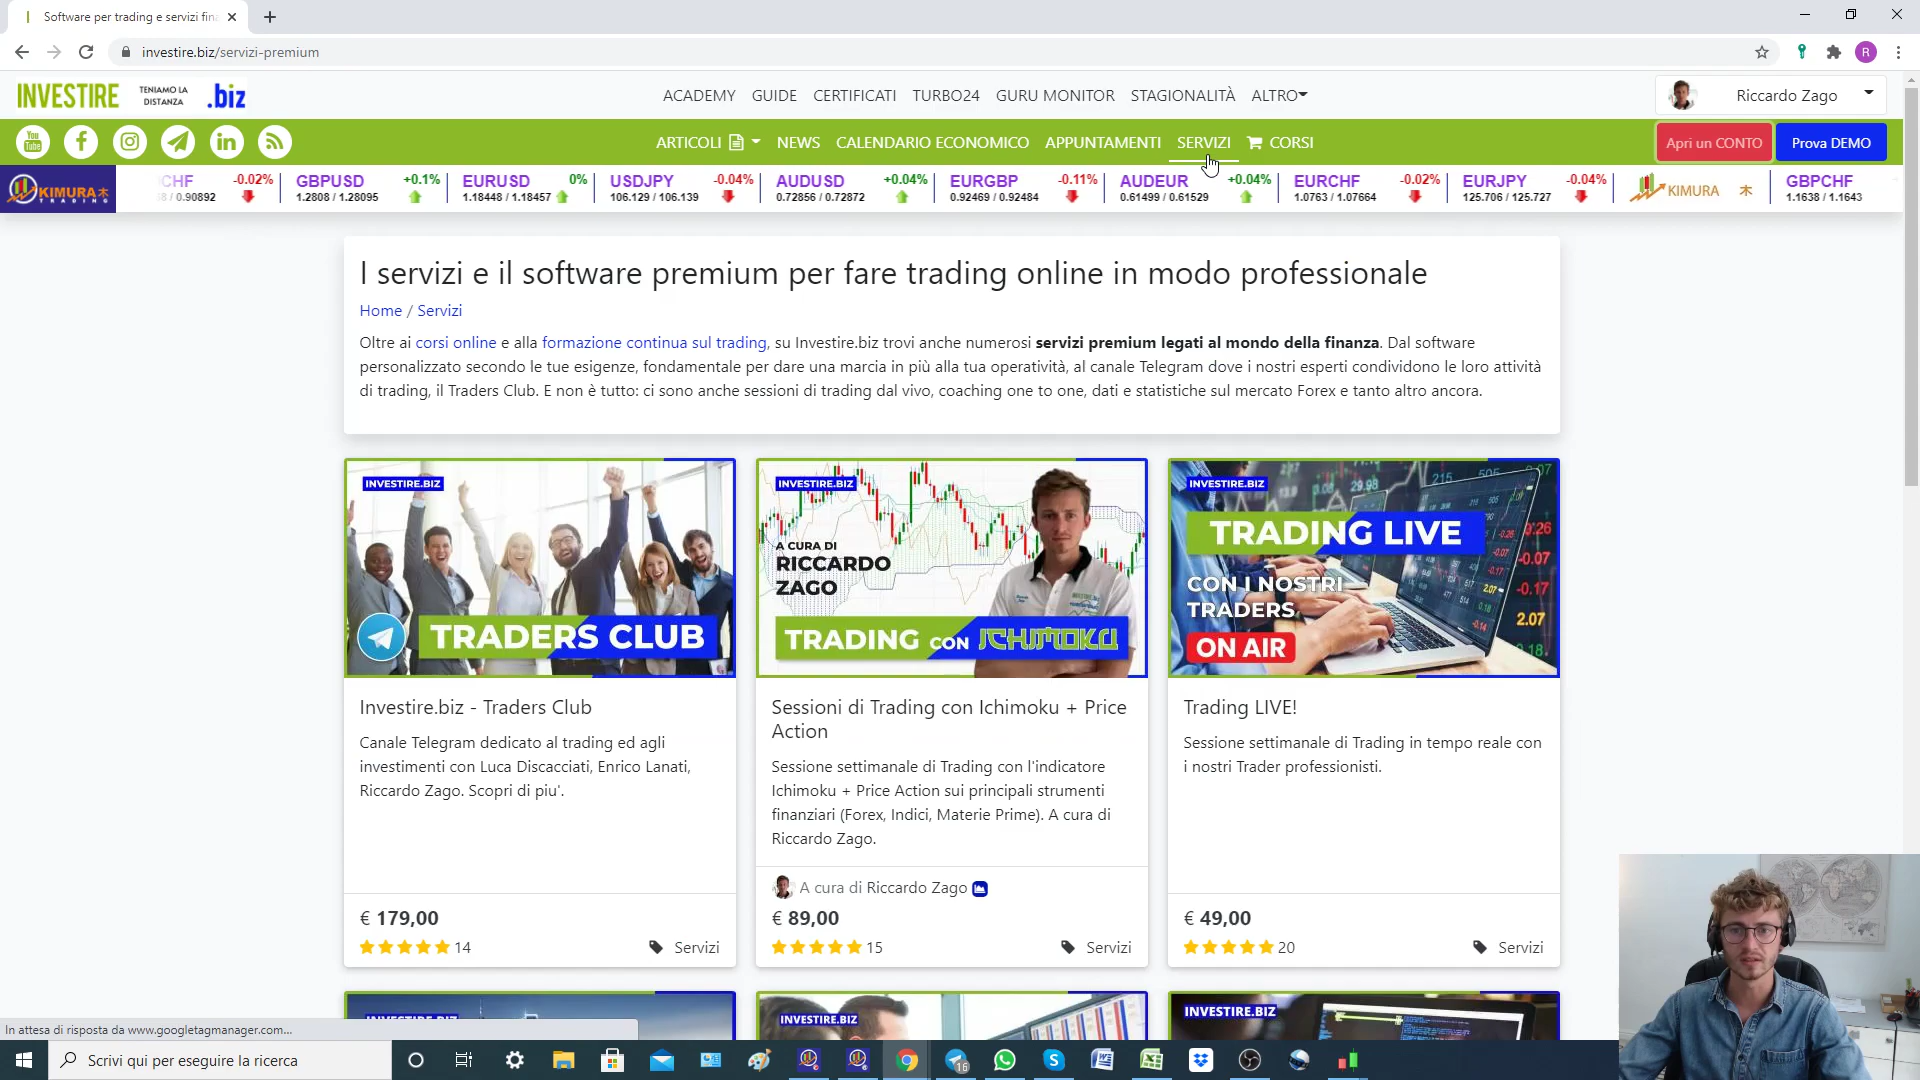 Software per trading e servizi fin
investire.biz/servizi-premium
R
INVESTIRE TENIAMO LA DISTANZA .biz
ACADEMY GUIDE CERTIFICATI TURBO24 GURU MONITOR STAGIONALITÀ ALTRO
Riccardo Zago
You Tube
ARTICOLI NEWS CALENDARIO ECONOMICO APPUNTAMENTI SERVIZI CORSI
Apri un CONTO Prova DEMO
KIMURA TRADING
CHF -0.02% GBPUSD +0.1% EURUSD 0% USDJPY -0.04% AUDUSD +0.04% EURGBP -0.11% AUDEUR +0.04% EURCHF -0.02% EURJPY -0.04% KIMURA 木 GBPCHF
/ 0.90892 1.2808 / 1.28095 1.18448 / 1.18457 106.129 / 106.139 0.72856 / 0.72872 0.92469 / 0.92484 0.61499 / 0.61529 1.0763 / 1.07664 125.706 / 125.727 1.1638 / 1.1643
I servizi e il software premium per fare trading online in modo professionale
Home / Servizi
Oltre ai corsi online e alla formazione continua sul trading, su Investire.biz trovi anche numerosi servizi premium legati al mondo della finanza. Dal software
personalizzato secondo le tue esigenze, fondamentale per dare una marcia in più alla tua operatività, al canale Telegram dove i nostri esperti condividono le loro attività
di trading, il Traders Club. E non è tutto: ci sono anche sessioni di trading dal vivo, coaching one to one, dati e statistiche sul mercato Forex e tanto altro ancora.
INVESTIRE.BIZ
TRADERS CLUB
Investire.biz - Traders Club
Canale Telegram dedicato al trading ed agli
investimenti con Luca Discacciati, Enrico Lanati,
Riccardo Zago. Scopri di piu'.
€ 179,00
14 Servizi
INVESTIRE.BIZ
A CURA DI
RICCARDO
ZAGO
TRADING CON ICHIMOKU
Sessioni di Trading con Ichimoku + Price
Action
Sessione settimanale di Trading con l'indicatore
Ichimoku + Price Action sui principali strumenti
finanziari (Forex, Indici, Materie Prime). A cura di
Riccardo Zago.
A cura di Riccardo Zago
€ 89,00
15 Servizi
INVESTIRE.BIZ
TRADING LIVE
CON I NOSTRI
TRADERS
ON AIR
Trading LIVE!
Sessione settimanale di Trading in tempo reale con
i nostri Trader professionisti.
€ 49,00
20 Servizi
INVESTIRE.BIZ
INVESTIRE.BIZ
INVESTIRE.BIZ
In attesa di risposta da www.googletagmanager.com...
Scrivi qui per eseguire la ricerca
16